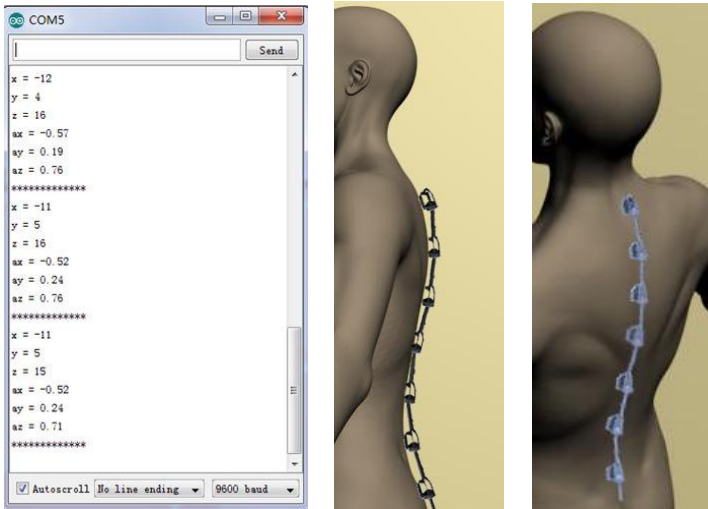 COM5
Send
x = -12
y = 4
z = 16
ax = -0.57
ay = 0.19
az = 0.76
*************
x = -11
y = 5
z = 16
ax = -0.52
ay = 0.24
az = 0.76
*************
x = -11
y = 5
z = 15
ax = -0.52
ay = 0.24
az = 0.71
*************
Autoscroll No line ending 9600 baud